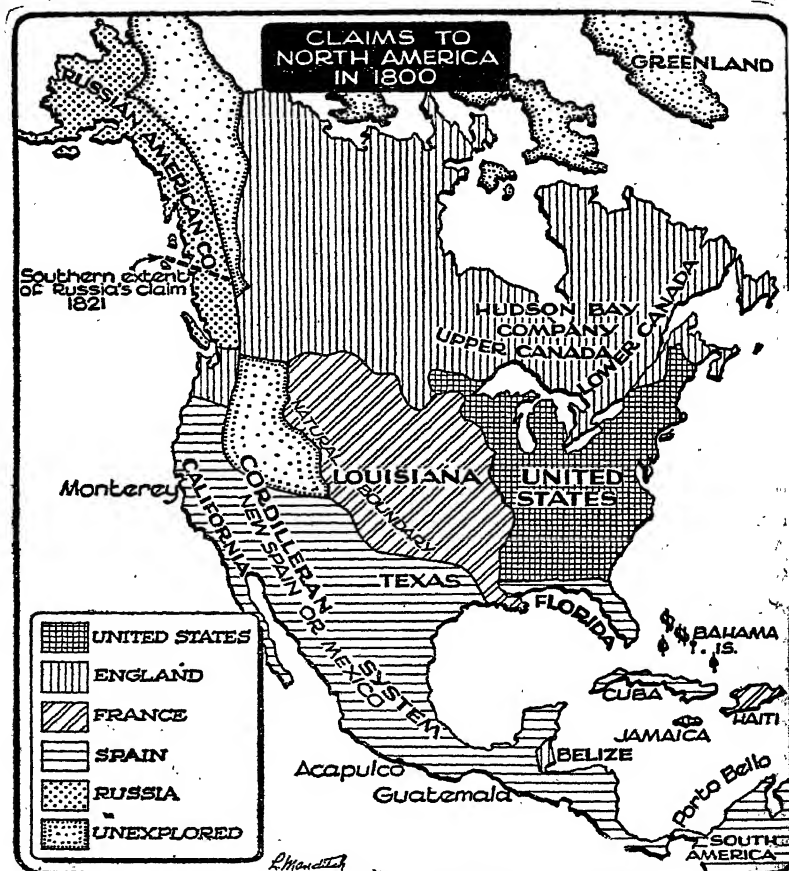 CLAIMS TO
NORTH AMERICA
IN 1800
GREENLAND
RUSSIAN AMERICAN CO.
Southern extent
of Russia's claim
1821
HUDSON BAY
COMPANY
UPPER CANADA
LOWER CANADA
NATURAL BOUNDARY
LOUISIANA
UNITED
STATES
Monterey
CALIFORNIA
CORDILLERAN SYSTEM
NEW SPAIN OR MEXICO
TEXAS
FLORIDA
BAHAMA
IS.
CUBA
HAITI
JAMAICA
BELIZE
Acapulco
Guatemala
Porto Bello
SOUTH
AMERICA
UNITED STATES
ENGLAND
FRANCE
SPAIN
RUSSIA
UNEXPLORED